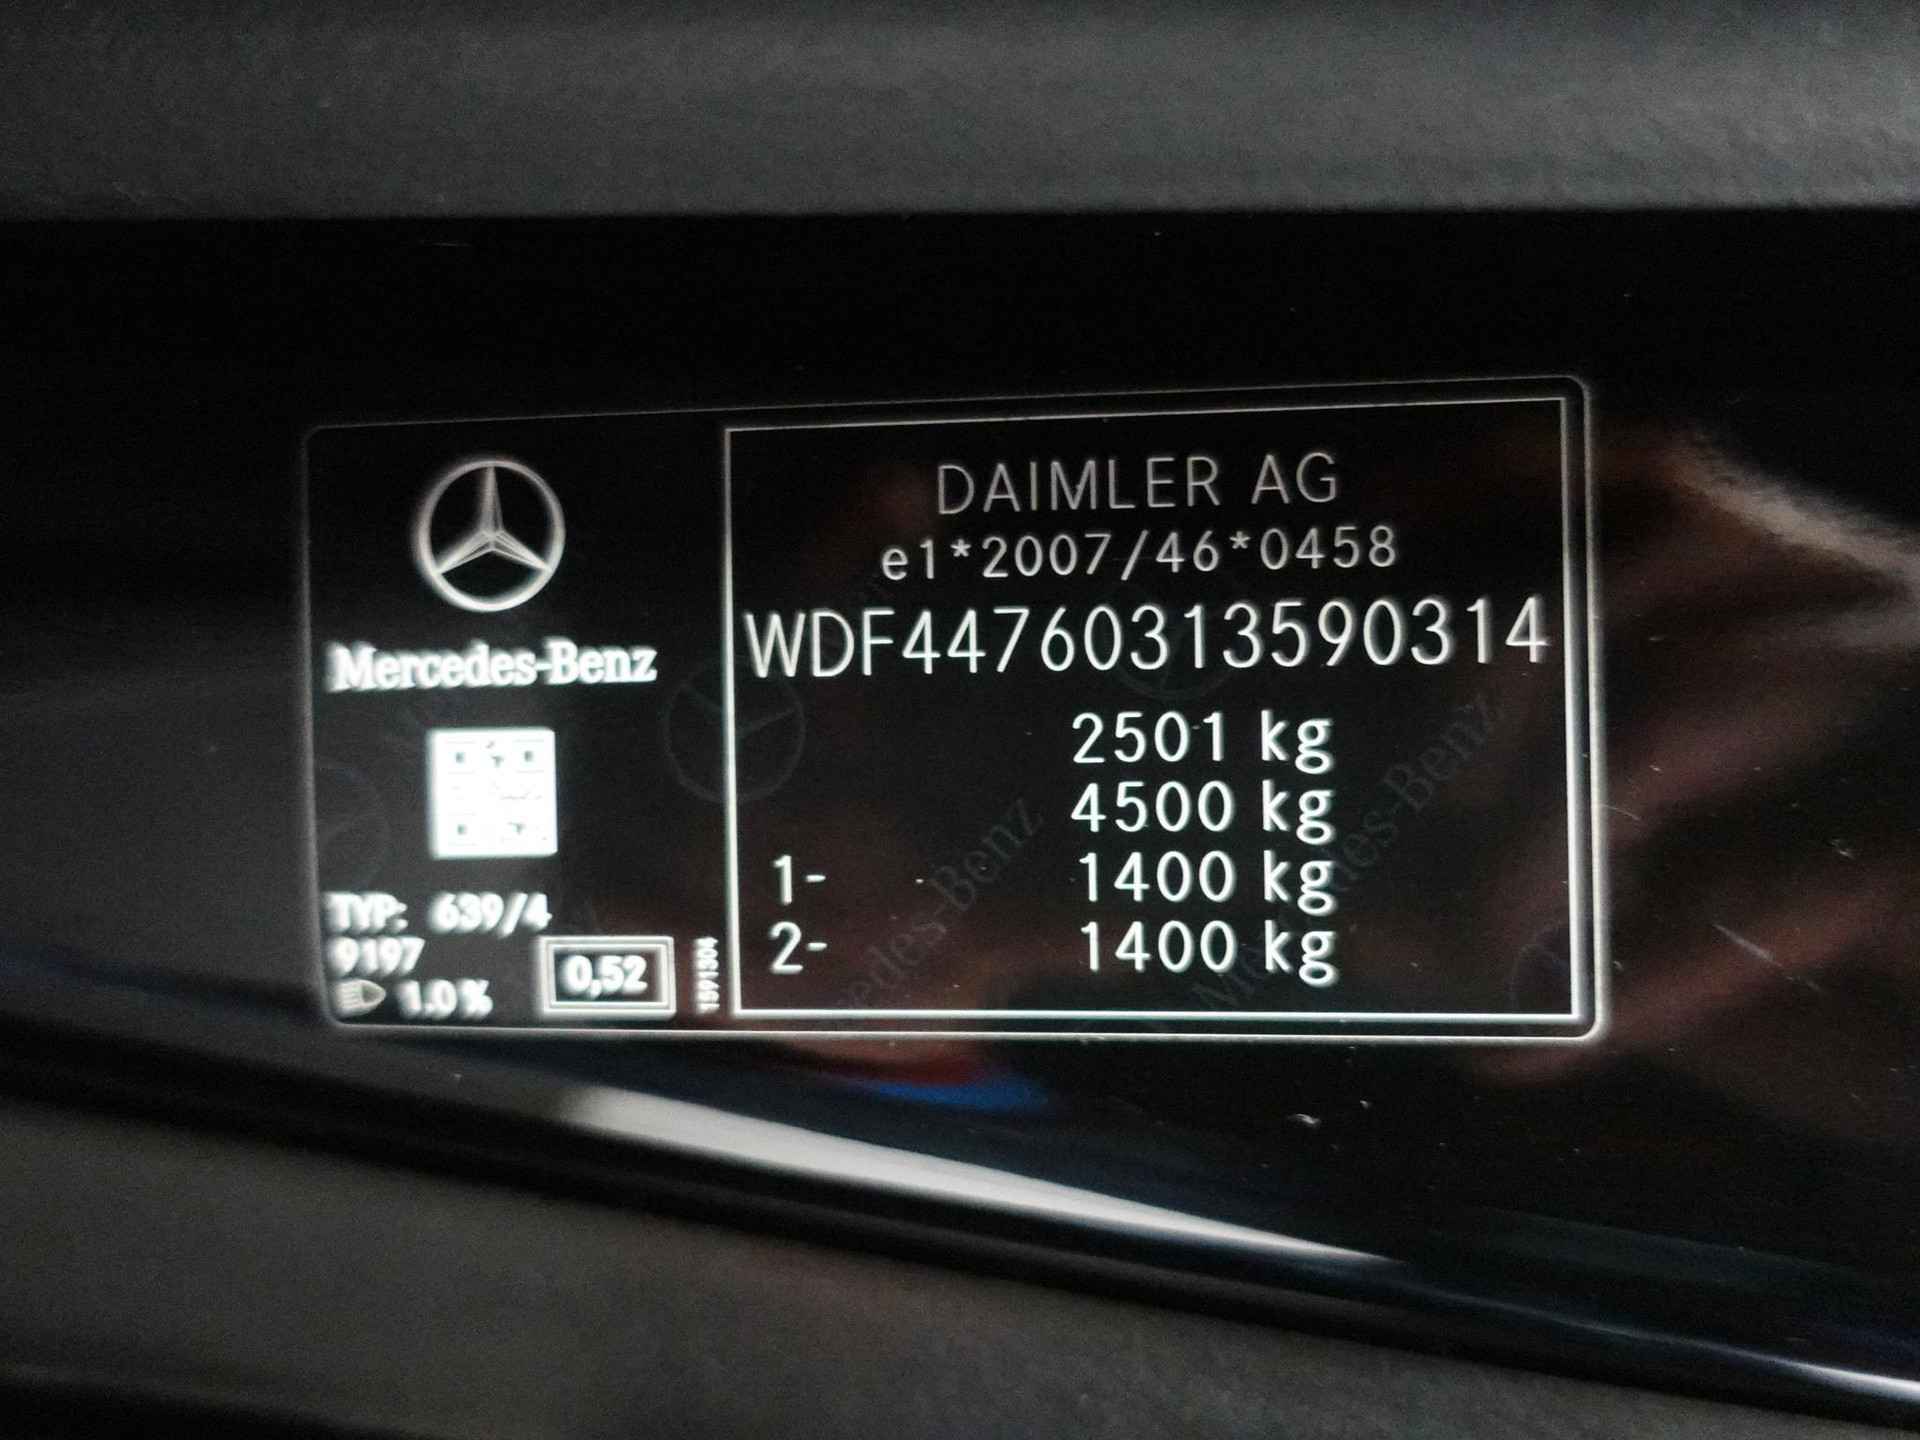 Mercedes-Benz
TYP: 639/4
9197
1.0 %
0,52
1591304
DAIMLER AG
e1*2007/46*0458
WDF44760313590314
2501 kg
4500 kg
1- 1400 kg
2- 1400 kg